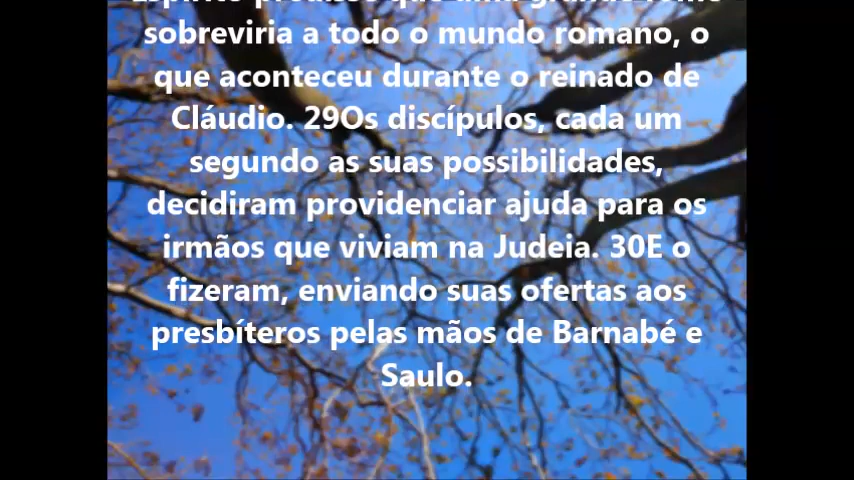 sobreviria a todo o mundo romano, o
que aconteceu durante o reinado de
Cláudio. 29Os discípulos, cada um
segundo as suas possibilidades,
decidiram providenciar ajuda para os
irmãos que viviam na Judeia. 30E o
fizeram, enviando suas ofertas aos
presbíteros pelas mãos de Barnabé e
Saulo.